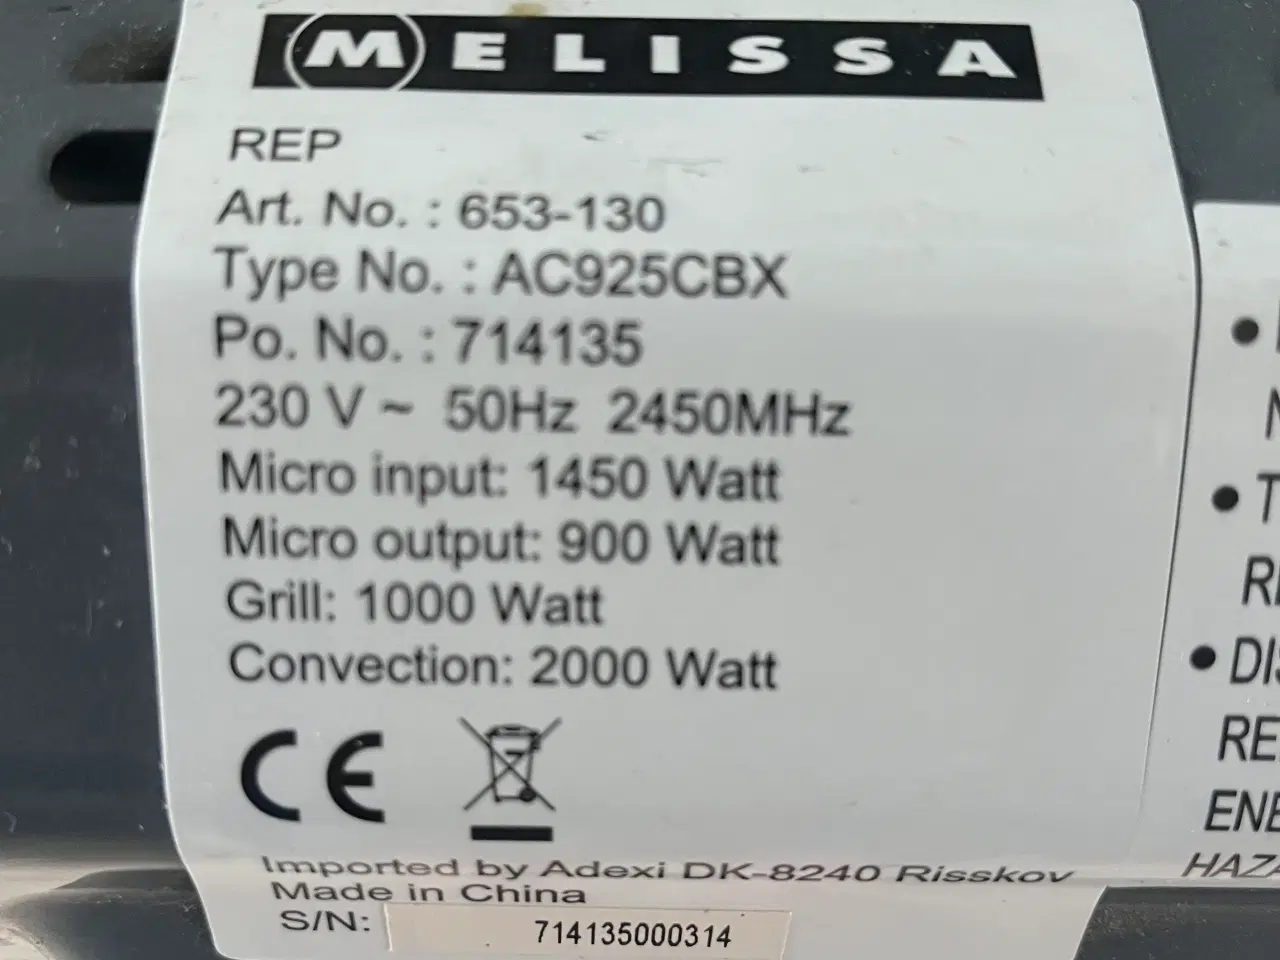 MELISSA
REP
Art. No. : 653-130
Type No. : AC925CBX
Po. No. : 714135
230 V ~ 50Hz 2450MHz
Micro input: 1450 Watt
Micro output: 900 Watt
Grill: 1000 Watt
Convection: 2000 Watt
CE
Imported by Adexi DK-8240 Risskov
Made in China
S/N: 714135000314